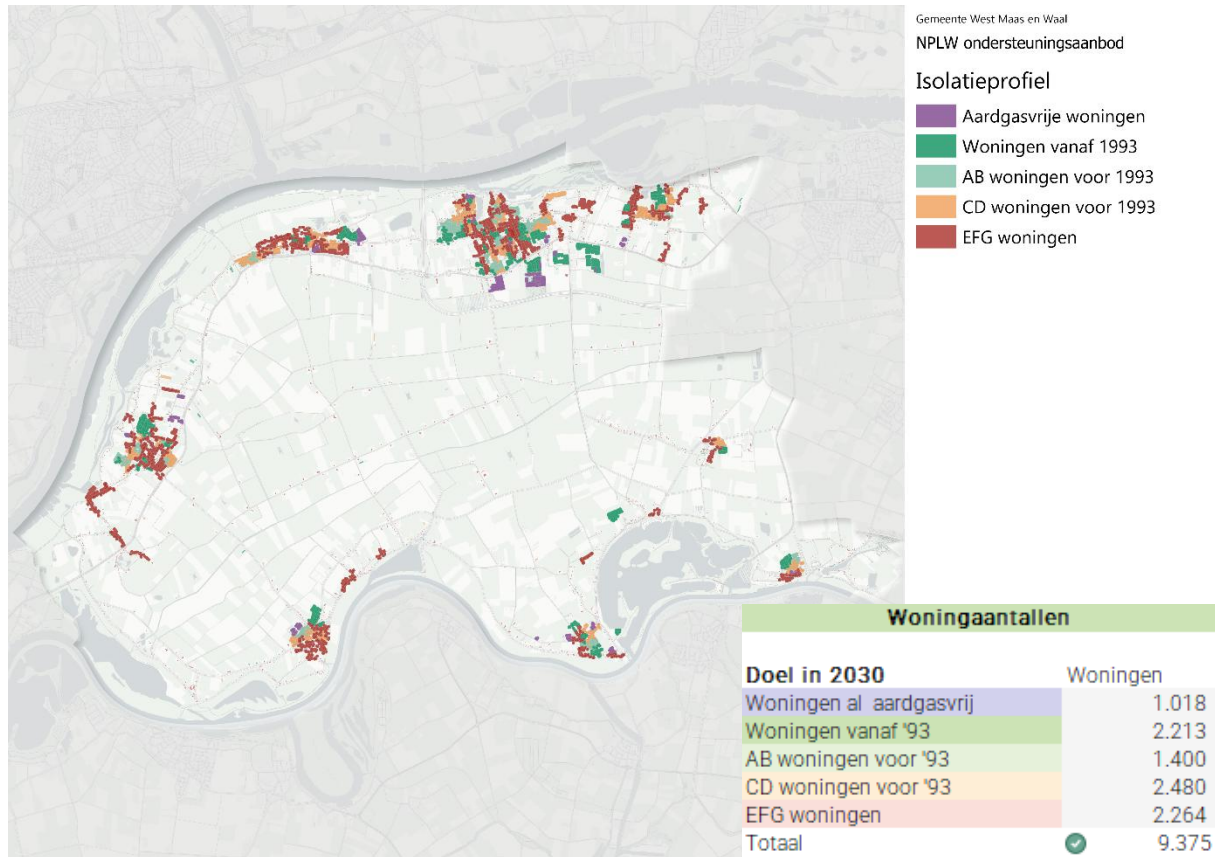 Gemeente West Maas en Waal
NPLW ondersteuningsaanbod
Isolatieprofiel
Aardgasvrije woningen
Woningen vanaf 1993
AB woningen voor 1993
CD woningen voor 1993
EFG woningen
Woningaantallen
Doel in 2030 Woningen
Woningen al aardgasvrij 1.018
Woningen vanaf '93 2.213
AB woningen voor '93 1.400
CD woningen voor '93 2.480
EFG woningen 2.264
Totaal 9.375